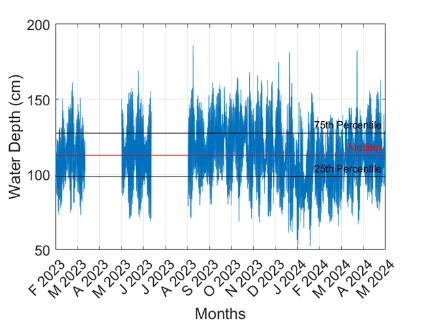 200
150
100
50
Water Depth (cm)
75th Percentile
Median
25th Percentile
F 2023
M 2023
A 2023
M 2023
J 2023
J 2023
A 2023
S 2023
O 2023
N 2023
D 2023
J 2024
F 2024
M 2024
A 2024
M 2024
Months